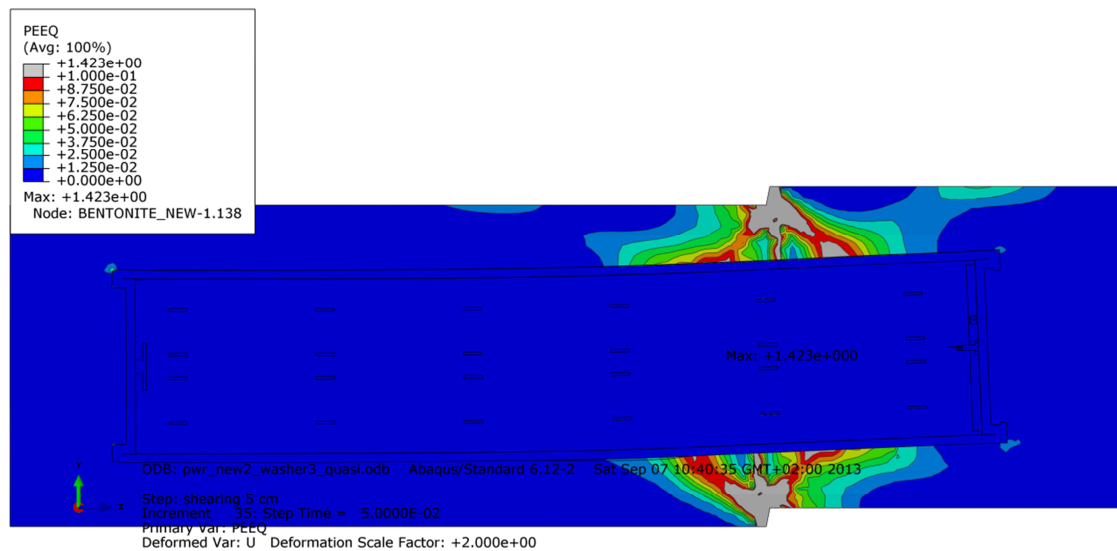 PEEQ
(Avg: 100%)
+1.423e+00
+1.000e-01
+8.750e-02
+7.500e-02
+6.250e-02
+5.000e-02
+3.750e-02
+2.500e-02
+1.250e-02
+0.000e+00
Max: +1.423e+00
Node: BENTONITE_NEW-1.138
Max: +1.423e+000
Y
Z
ODB: pwr_new2_washer3_quasi.odb Abaqus/Standard 6.12-2 Sat Sep 07 10:40:35 GMT+02:00 2013
Step: shearing 5 cm
Increment 35: Step Time = 5.0000E-02
Primary Var: PEEQ
Deformed Var: U Deformation Scale Factor: +2.000e+00